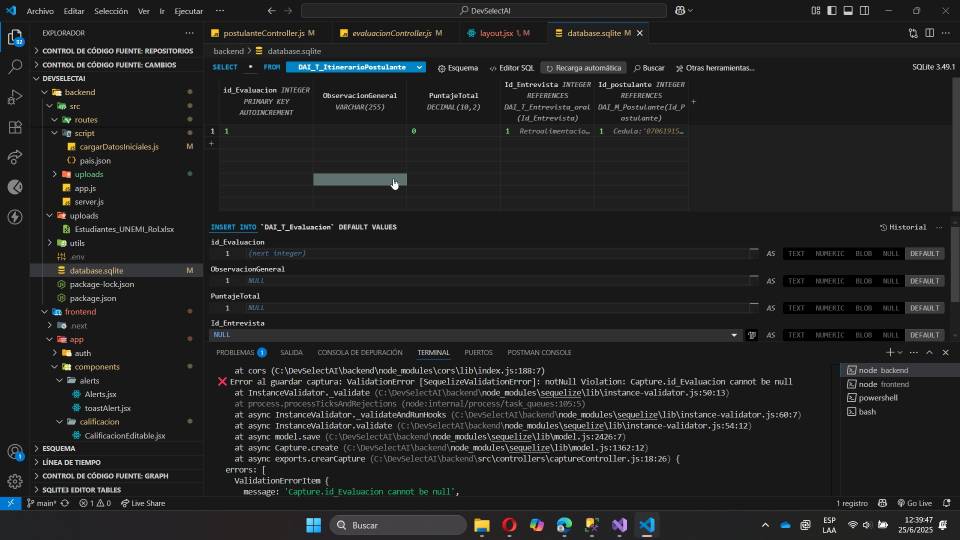 Archivo Editar Selección Ver Ir Ejecutar ··· DevSelectAI
EXPLORADOR ···
CONTROL DE CÓDIGO FUENTE: REPOSITORIOS
CONTROL DE CÓDIGO FUENTE: CAMBIOS
DEVSELECTAI
backend
src
routes
script
cargarDatosIniciales.js M
pais.json
uploads
app.js
server.js
uploads
Estudiantes_UNEMI_Rol.xlsx
utils
.env
database.sqlite M
package-lock.json
package.json
frontend
.next
app
auth
components
alerts
Alerts.jsx
toastAlert.jsx
calificacion
CalificacionEditable.jsx
ESQUEMA
LÍNEA DE TIEMPO
CONTROL DE CÓDIGO FUENTE: GRAPH
SQLITE3 EDITOR TABLES
postulanteController.js M evaluacionController.js M layout.jsx 1, M database.sqlite M
backend > database.sqlite
SELECT * FROM DAI_T_ItinerarioPostulante Esquema Editor SQL Recarga automática Buscar Otras herramientas... SQLite 3.49.1
id_Evaluacion INTEGER PRIMARY KEY AUTOINCREMENT
ObservacionGeneral VARCHAR(255)
PuntajeTotal DECIMAL(10,2)
Id_Entrevista INTEGER REFERENCES DAI_T_Entrevista_oral (Id_Entrevista)
Id_postulante INTEGER REFERENCES DAI_M_Postulante(Id_Postulante)
+
1 1 0 1 Retroalimentacio… 1 Cedula:'07061915…
+
INSERT INTO `DAI_T_Evaluacion` DEFAULT VALUES Historial ···
id_Evaluacion
1 (next integer) AS TEXT NUMERIC BLOB NULL DEFAULT
ObservacionGeneral
1 NULL AS TEXT NUMERIC BLOB NULL DEFAULT
PuntajeTotal
1 NULL AS TEXT NUMERIC BLOB NULL DEFAULT
Id_Entrevista
NULL AS TEXT NUMERIC BLOB NULL DEFAULT
PROBLEMAS 1 SALIDA CONSOLA DE DEPURACIÓN TERMINAL PUERTOS POSTMAN CONSOLE
at cors (C:\DevSelectAI\backend\node_modules\cors\lib\index.js:188:7)
❌ Error al guardar captura: ValidationError [SequelizeValidationError]: notNull Violation: Capture.id_Evaluacion cannot be null
at InstanceValidator._validate (C:\DevSelectAI\backend\node_modules\sequelize\lib\instance-validator.js:50:13)
at process.processTicksAndRejections (node:internal/process/task_queues:105:5)
at async InstanceValidator._validateAndRunHooks (C:\DevSelectAI\backend\node_modules\sequelize\lib\instance-validator.js:60:7)
at async InstanceValidator.validate (C:\DevSelectAI\backend\node_modules\sequelize\lib\instance-validator.js:54:12)
at async model.save (C:\DevSelectAI\backend\node_modules\sequelize\lib\model.js:2426:7)
at async Capture.create (C:\DevSelectAI\backend\node_modules\sequelize\lib\model.js:1362:12)
at async exports.crearCapture (C:\DevSelectAI\backend\src\controllers\captureController.js:18:26) {
errors: [
ValidationErrorItem {
message: 'Capture.id_Evaluacion cannot be null',
node backend
node frontend
powershell
bash
main* 1 0 Live Share 1 registro Go Live
Buscar
ESP
LAA
12:39:47
25/6/2025